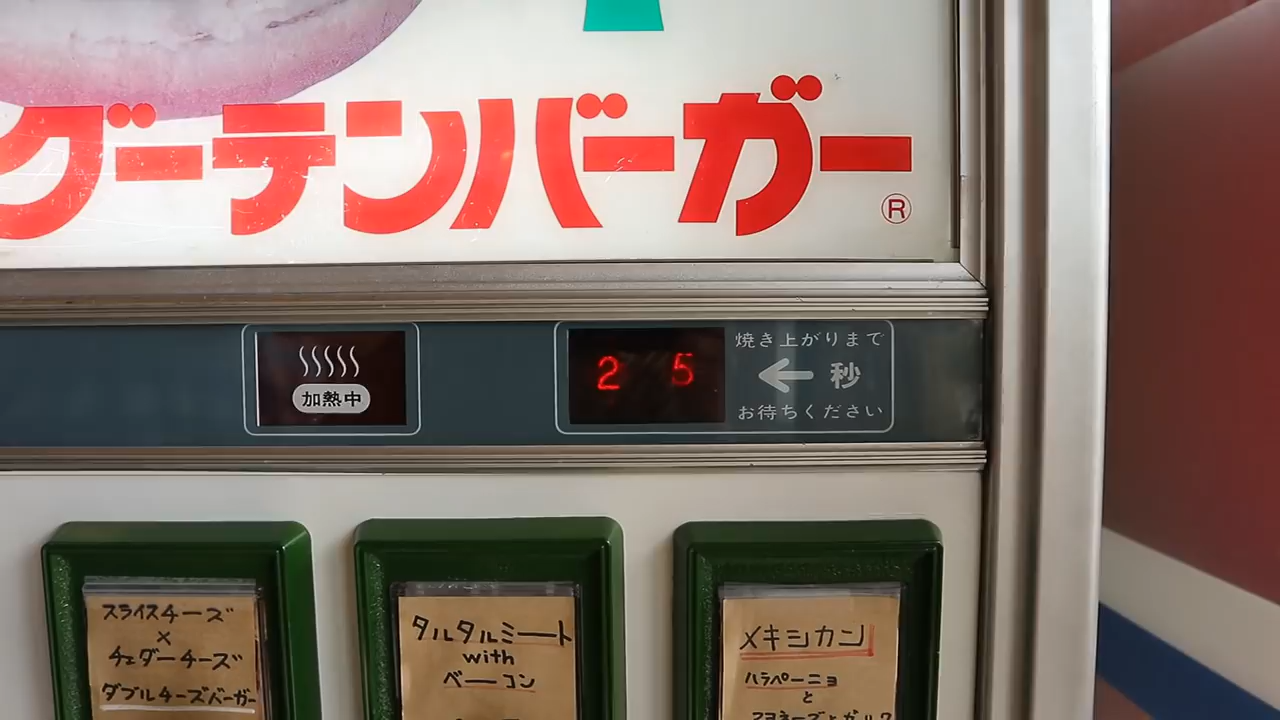 グーテンバーガー
®
加熱中
2 5
焼き上がりまで
← 秒
お待ちください
スライスチーズ
×
チェダーチーズ
ダブルチーズバーガー
タルタルミート
with
ベーコン
メキシカン
ハラペーニョ
と